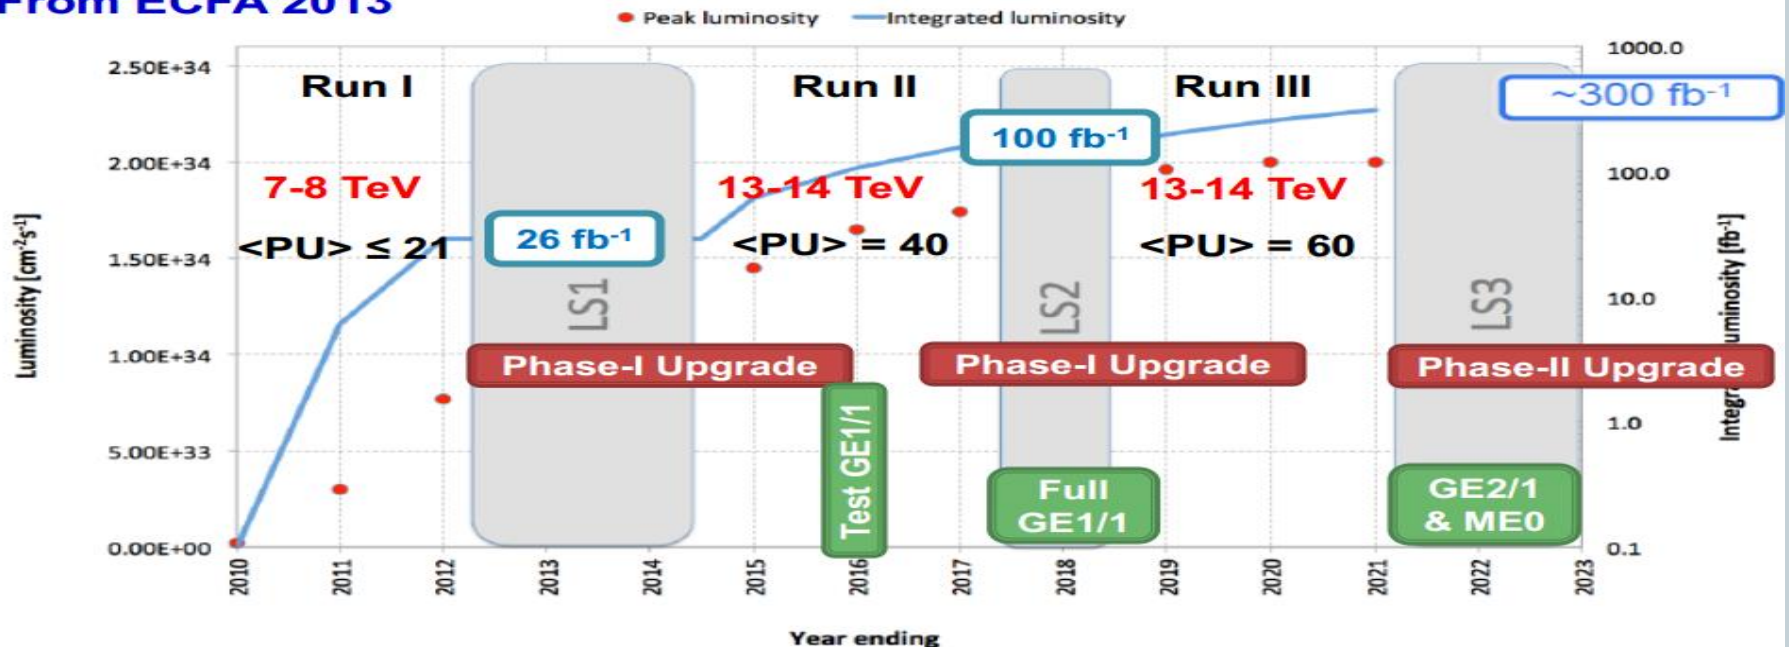 From ECFA 2013
Peak luminosity
Integrated luminosity
2.50E+34
2.00E+34
1.50E+34
1.00E+34
5.00E+33
0.00E+00
Luminosity [cm⁻²s⁻¹]
Run I
Run II
Run III
~300 fb⁻¹
100 fb⁻¹
7-8 TeV
13-14 TeV
13-14 TeV
<PU> ≤ 21
26 fb⁻¹
<PU> = 40
<PU> = 60
LS1
LS2
LS3
Phase-I Upgrade
Phase-I Upgrade
Phase-II Upgrade
Test GE1/1
Full
GE1/1
GE2/1
& ME0
1000.0
100.0
10.0
1.0
0.1
uminosity [fb⁻¹]
Integr
2010
2011
2012
2013
2014
2015
2016
2017
2018
2019
2020
2021
2022
2023
Year ending